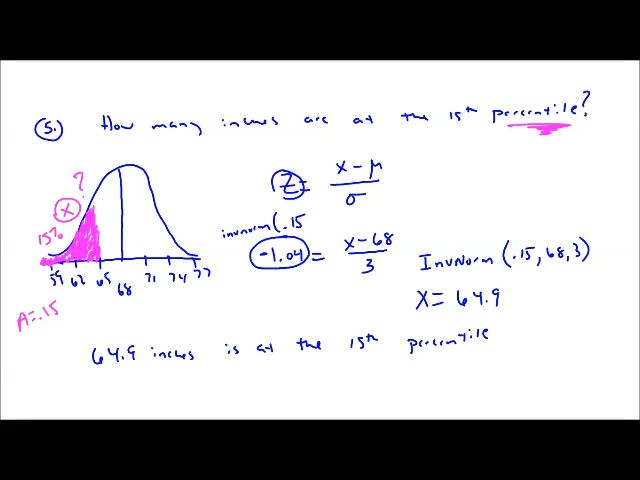 5. How many inches are at the 15th percentile?
?
x
15%
59 62 65 68 71 74 77
A=.15
Z = x-μ / σ
invnorm(.15
-1.04 = x-68 / 3
InvNorm (.15, 68, 3)
X = 64.9
64.9 inches is at the 15th percentile